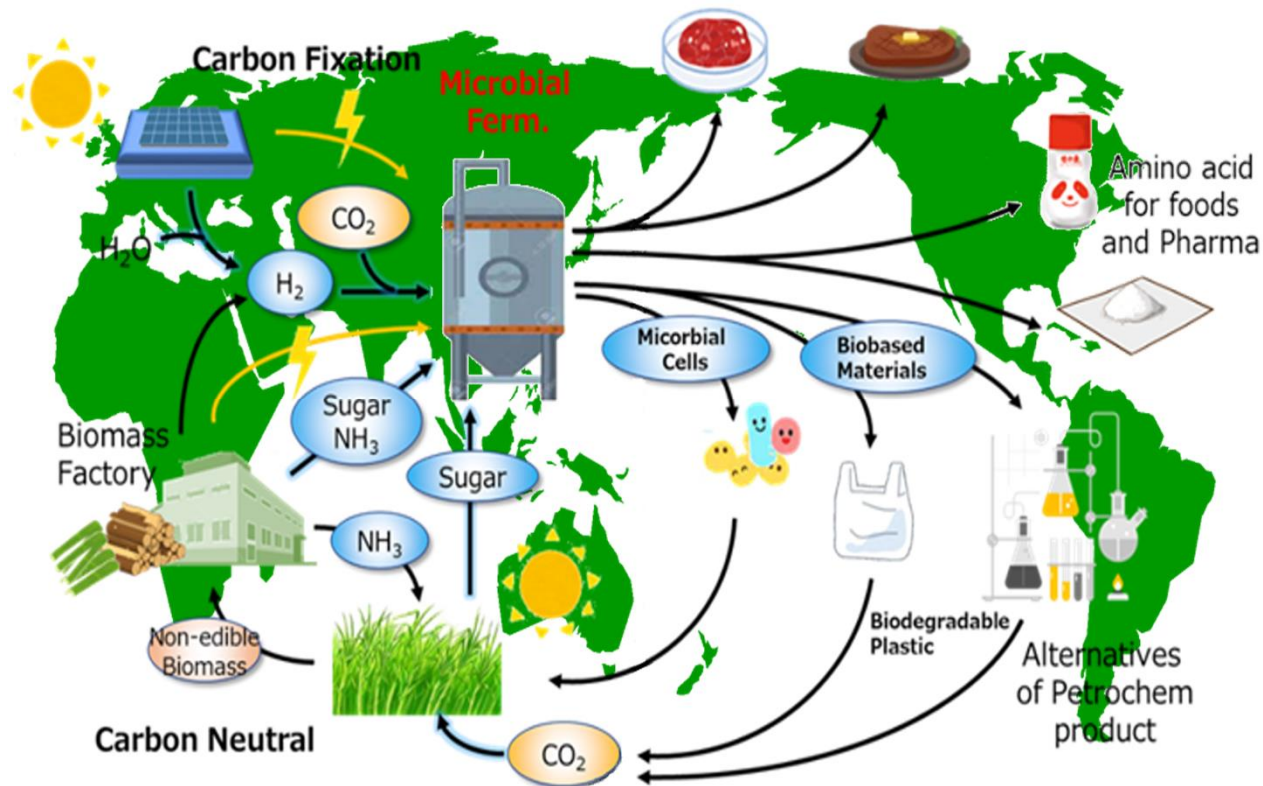 Carbon Fixation
Microbial
Ferm.
CO₂
H₂O
H₂
Amino acid
for foods
and Pharma
Micorbial
Cells
Biobased
Materials
Sugar
NH₃
Biomass
Factory
Sugar
NH₃
Non-edible
Biomass
Biodegradable
Plastic
Alternatives
of Petrochem
product
Carbon Neutral
CO₂